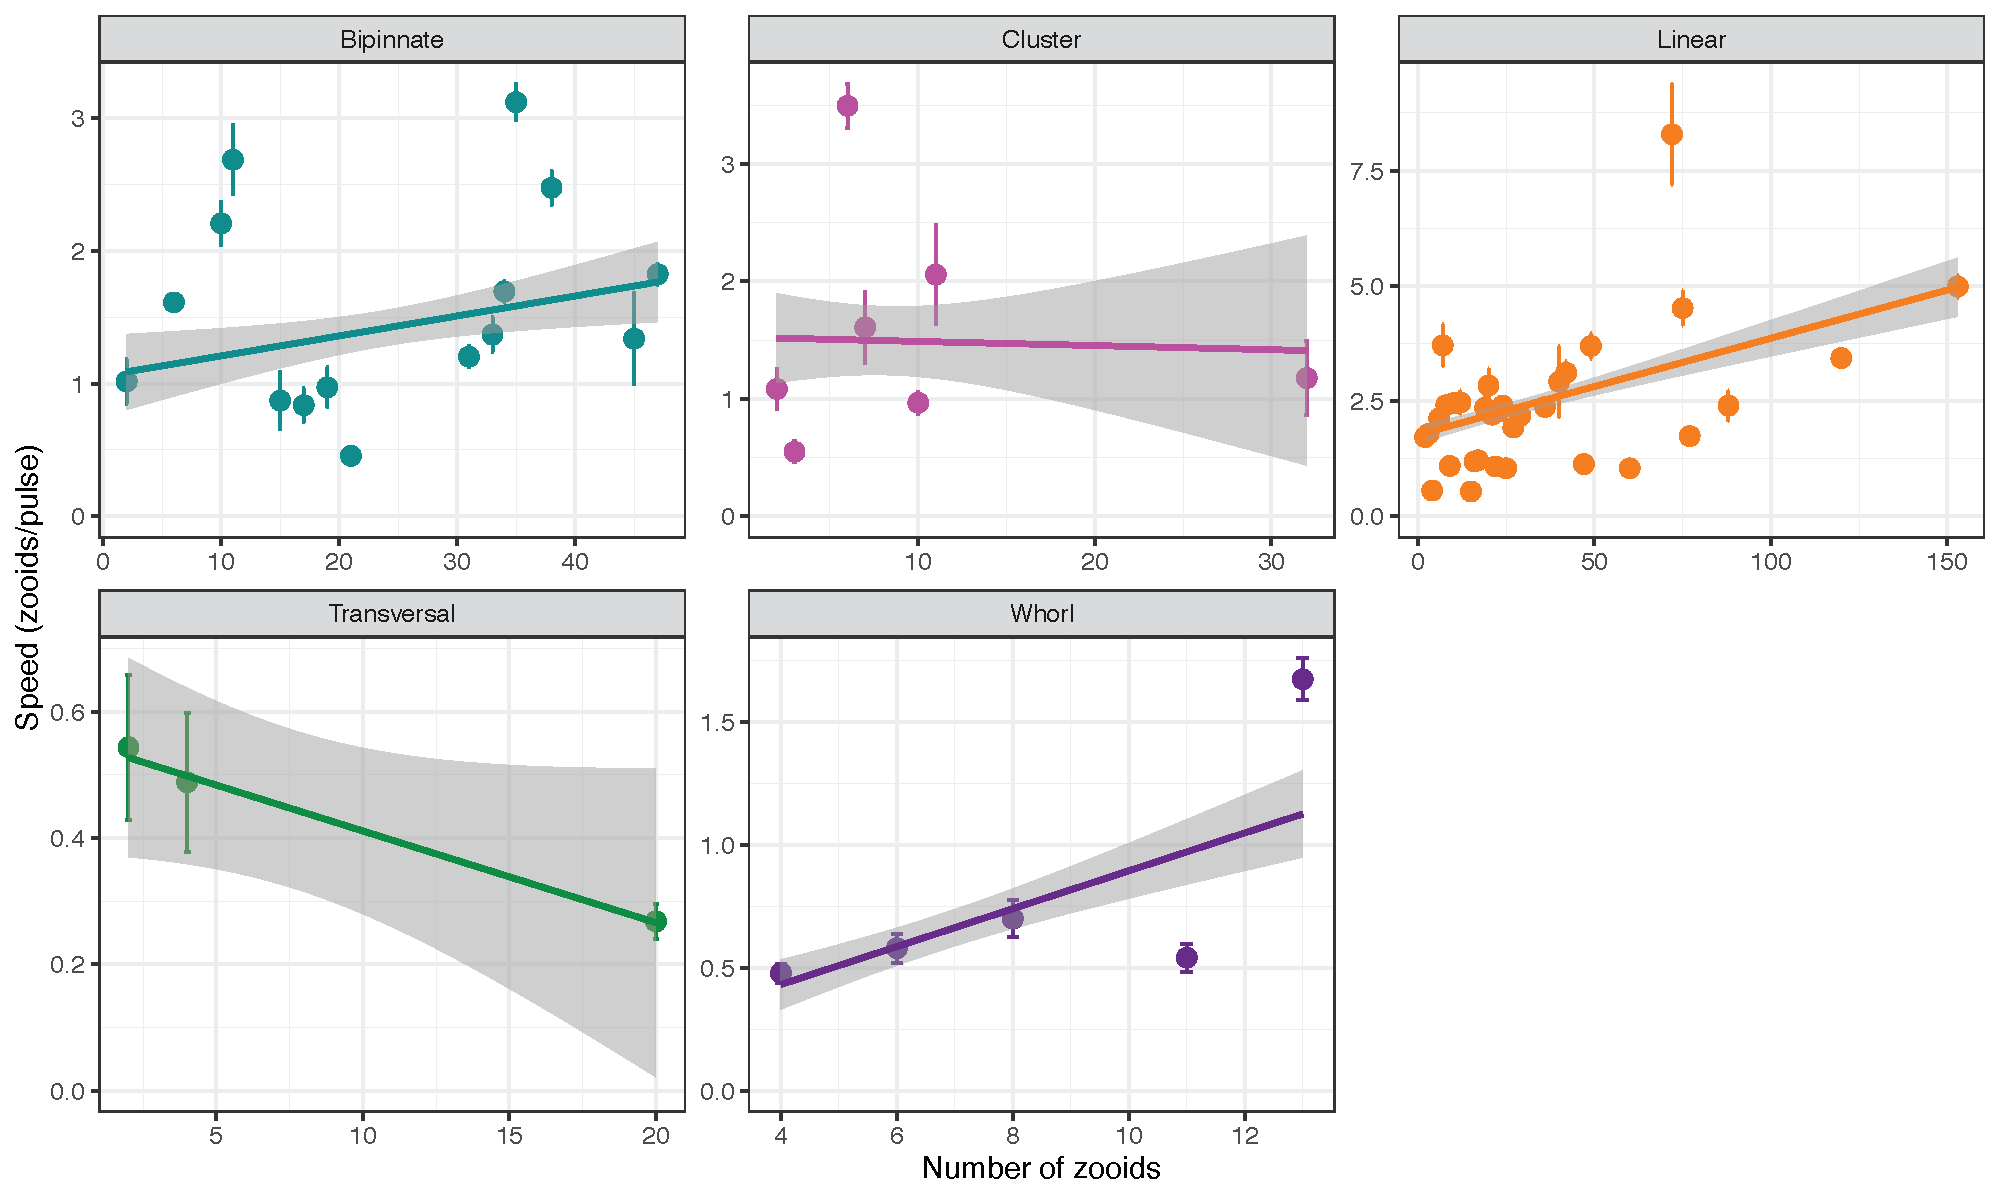 Bipinnate Cluster Linear
3 3 7.5
2 2 5.0
1 1 2.5
0 0 0.0
0 10 20 30 40 10 20 30 0 50 100 150
Speed (zooids/pulse)
Transversal Whorl
0.6 1.5
0.4 1.0
0.2 0.5
0.0 0.0
5 10 15 20 4 6 8 10 12
Number of zooids